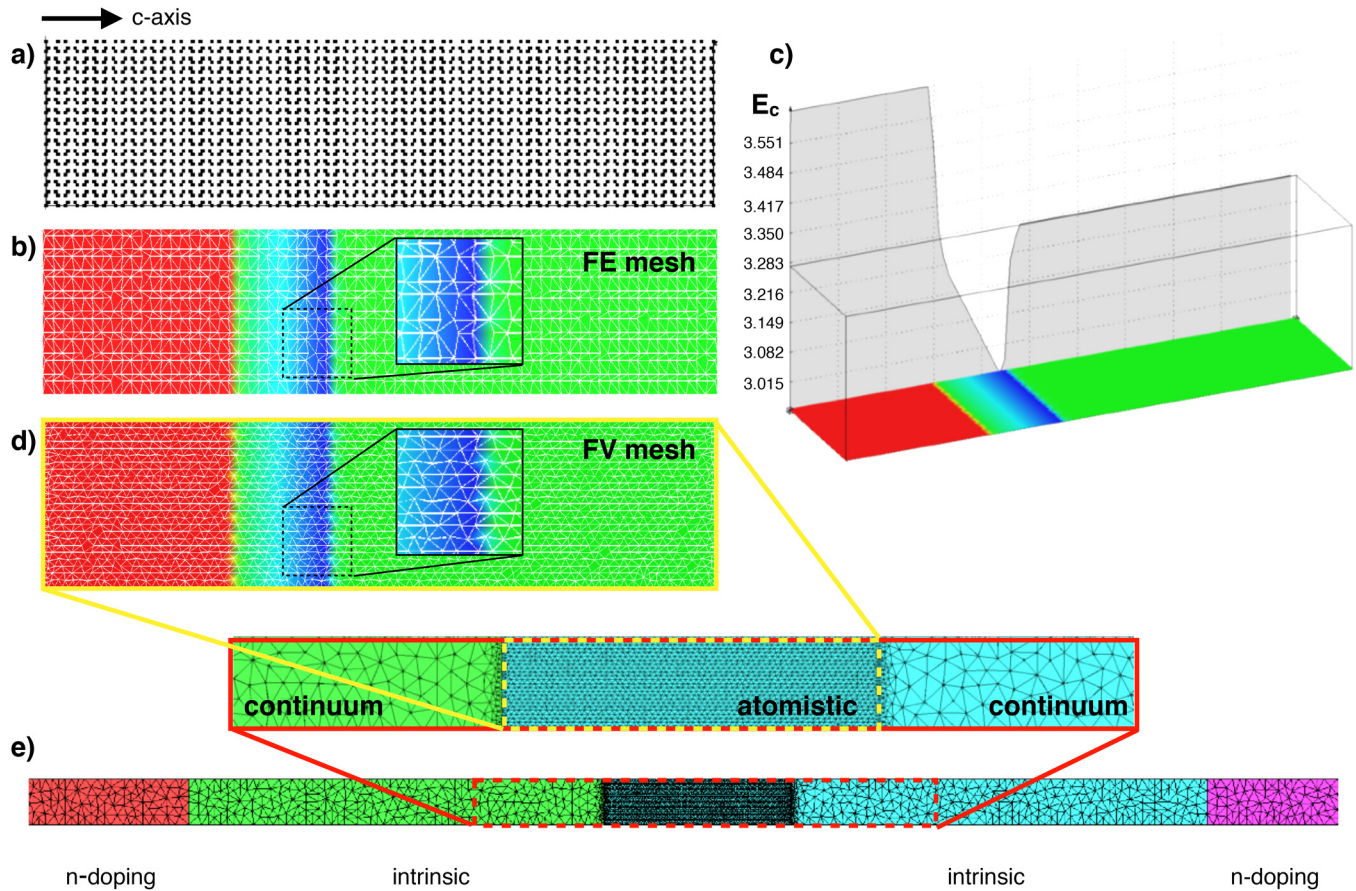 c-axis
a)
c)
Ec
3.551
3.484
3.417
3.350
3.283
3.216
3.149
3.082
3.015
b)
FE mesh
d)
FV mesh
continuum
atomistic
continuum
e)
n-doping
intrinsic
intrinsic
n-doping